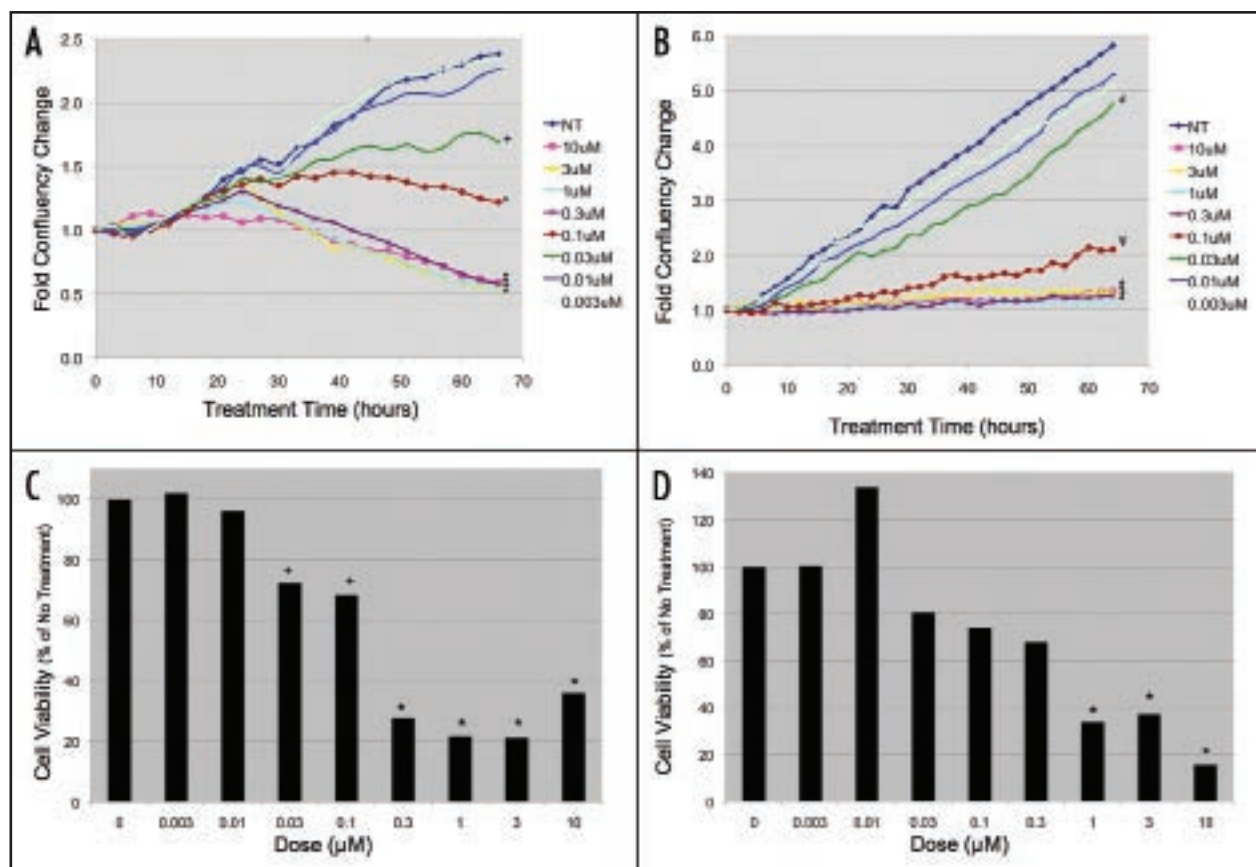 A
2.5
2.0
1.5
1.0
0.5
0.0
0 10 20 30 40 50 60 70
Fold Confluency Change
Treatment Time (hours)
NT
10uM
3uM
1uM
0.3uM
0.1uM
0.03uM
0.01uM
0.003uM
B
6.0
5.0
4.0
3.0
2.0
1.0
0.0
0 10 20 30 40 50 60 70
Fold Confluency Change
Treatment Time (hours)
NT
10uM
3uM
1uM
0.3uM
0.1uM
0.03uM
0.01uM
0.003uM
C
100
80
60
40
20
0
Cell Viability (% of No Treatment)
+ + * * * *
0 0.003 0.01 0.03 0.1 0.3 1 3 10
Dose (µM)
D
140
120
100
80
60
40
20
0
Cell Viability (% of No Treatment)
* * *
0 0.003 0.01 0.03 0.1 0.3 1 3 10
Dose (µM)